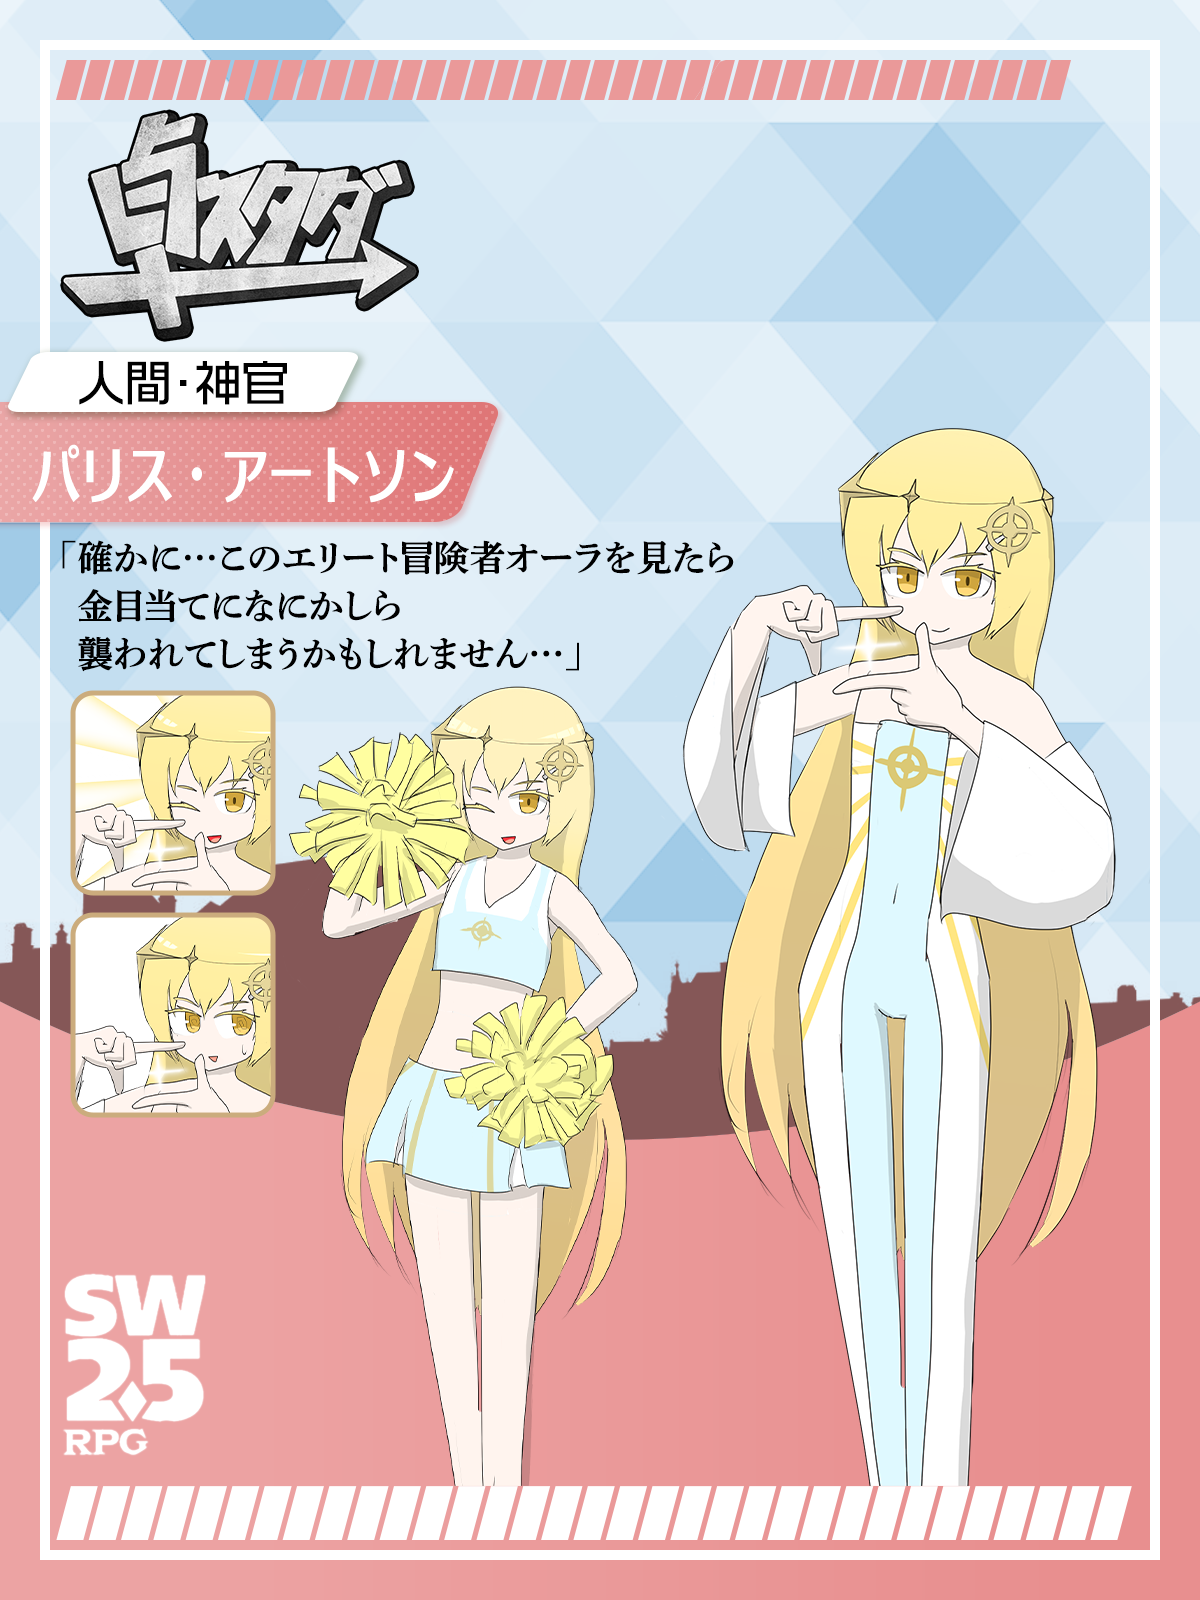 卓スタダ
人間・神官
パリス・アートソン
「確かに…このエリート冒険者オーラを見たら
金目当てになにかしら
襲われてしまうかもしれません…」
SW
2.5
RPG